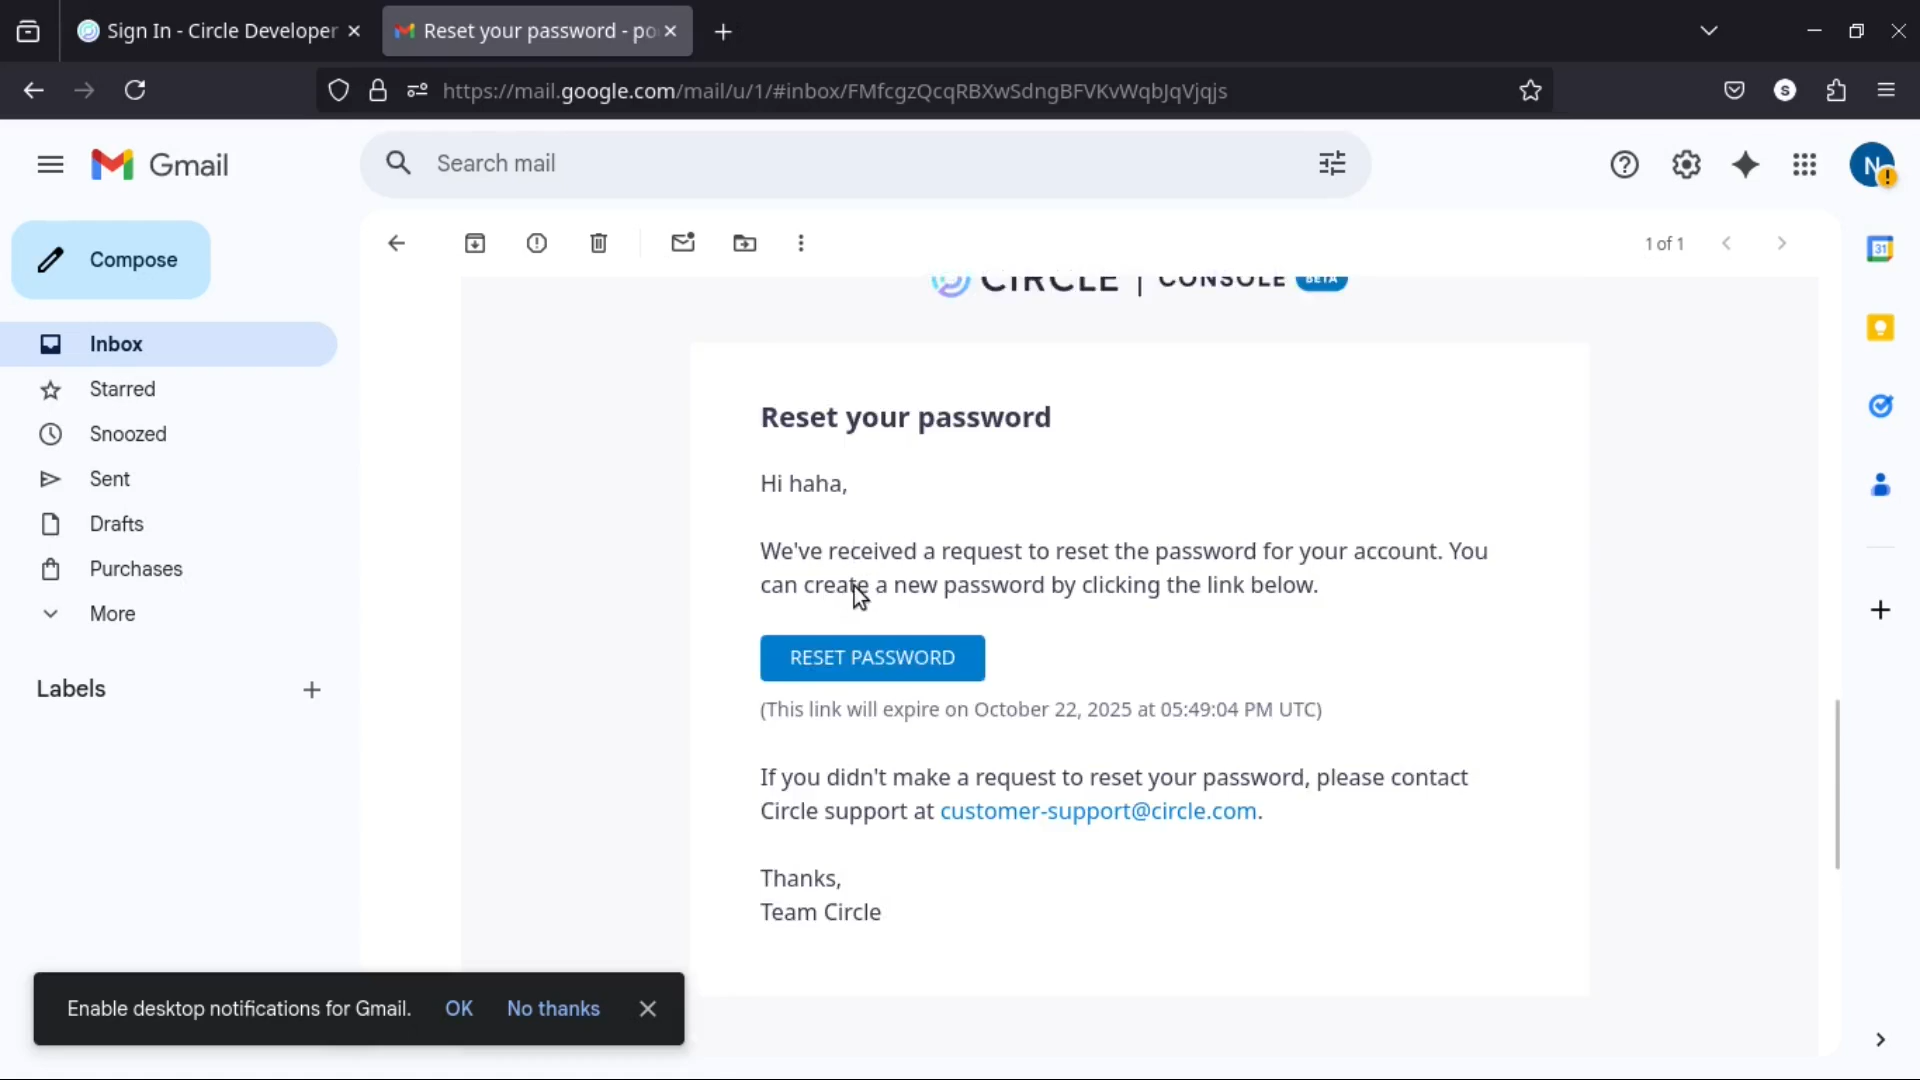 Sign In - Circle Developer
Reset your password - po
https://mail.google.com/mail/u/1/#inbox/FMfcgzQcqRBXwSdngBFVKvWqbJqVjqjs
S
Gmail
Search mail
N
Compose
1 of 1
31
CIRCLE | CONSOLE BETA
Inbox
Starred
Snoozed
Sent
Drafts
Purchases
More
Labels
Reset your password
Hi haha,
We've received a request to reset the password for your account. You
can create a new password by clicking the link below.
RESET PASSWORD
(This link will expire on October 22, 2025 at 05:49:04 PM UTC)
If you didn't make a request to reset your password, please contact
Circle support at customer-support@circle.com.
Thanks,
Team Circle
Enable desktop notifications for Gmail. OK No thanks